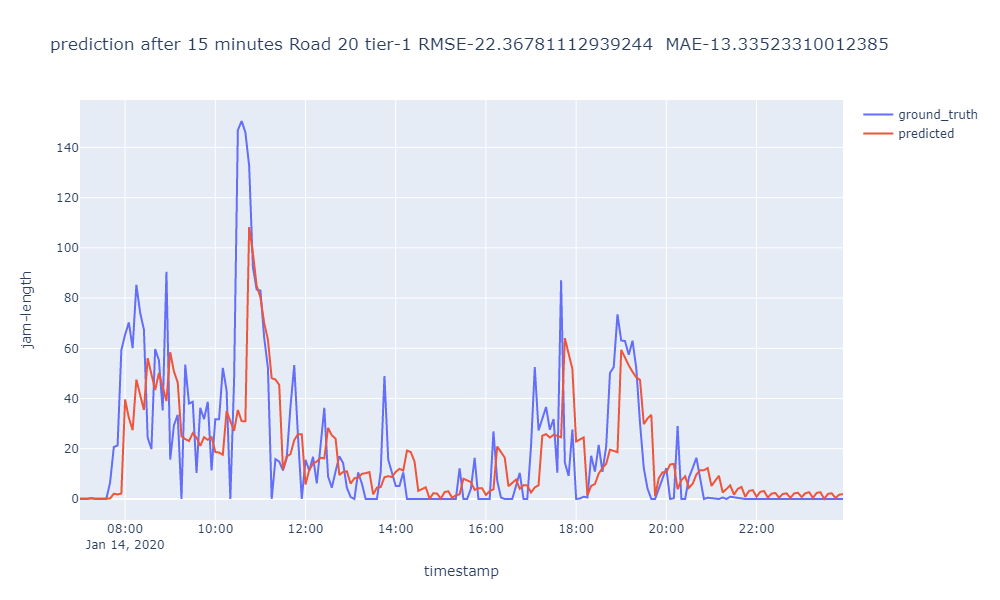 prediction after 15 minutes Road 20 tier-1 RMSE-22.36781112939244  MAE-13.33523310012385
ground_truth
predicted
jam-length
140
120
100
80
60
40
20
0
08:00 10:00 12:00 14:00 16:00 18:00 20:00 22:00
Jan 14, 2020
timestamp